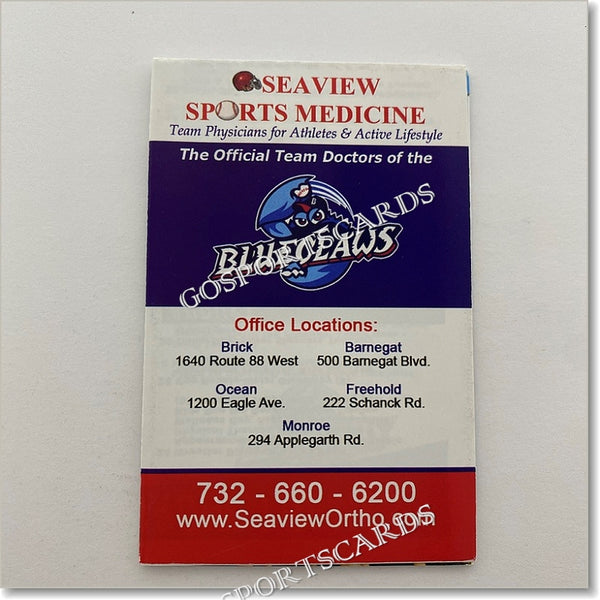 SEAVIEW
SPORTS MEDICINE
Team Physicians for Athletes & Active Lifestyle
The Official Team Doctors of the
BLUECLAWS
GOSPORTSCARDS
Office Locations:
Brick
1640 Route 88 West
Barnegat
500 Barnegat Blvd.
Ocean
1200 Eagle Ave.
Freehold
222 Schanck Rd.
Monroe
294 Applegarth Rd.
732 - 660 - 6200
www.SeaviewOrtho.com
SPORTSCARDS